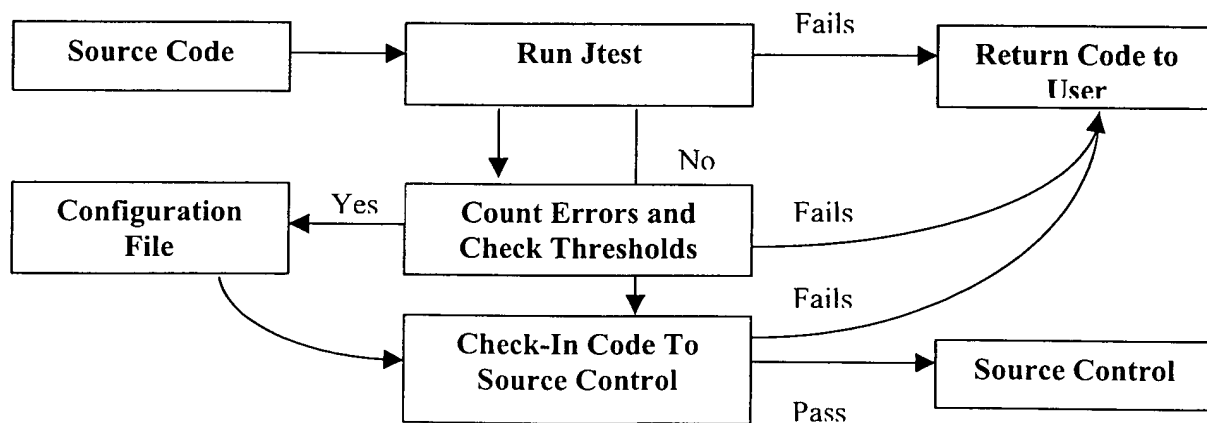 Source Code
Run Jtest
Fails
Return Code to
User
No
Configuration
File
Yes
Count Errors and
Check Thresholds
Fails
Fails
Check-In Code To
Source Control
Source Control
Pass